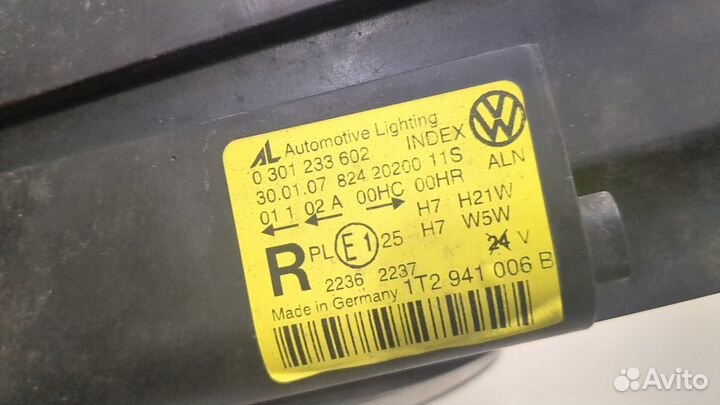 AL Automotive Lighting
0 301 233 602 INDEX
30.01.07 824 20200 11S ALN
01 1 02 A 00HC 00HR
H7 H21W
R PL E1 25 H7 W5W
2236 2237 24 V
Made in Germany 1T2 941 006 B
VW
Avito